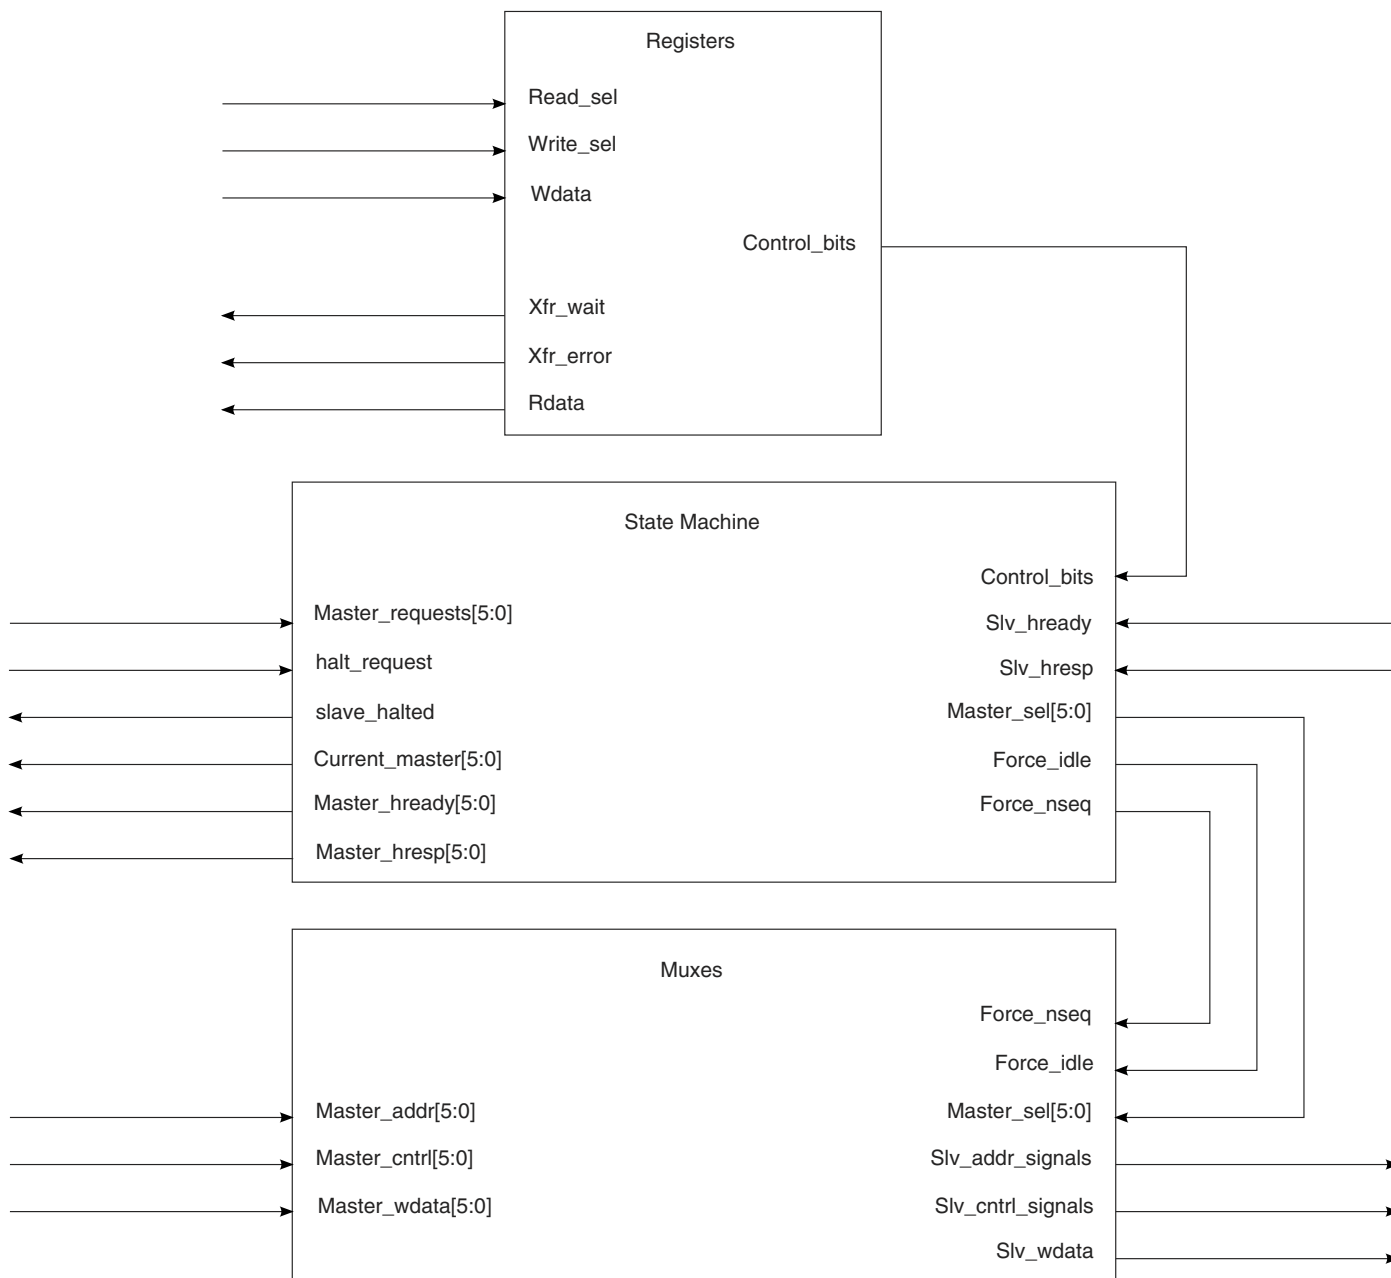 Registers
Read_sel
Write_sel
Wdata
Control_bits
Xfr_wait
Xfr_error
Rdata
State Machine
Control_bits
Master_requests[5:0]
Slv_hready
halt_request
Slv_hresp
slave_halted
Master_sel[5:0]
Current_master[5:0]
Force_idle
Master_hready[5:0]
Force_nseq
Master_hresp[5:0]
Muxes
Force_nseq
Force_idle
Master_addr[5:0]
Master_sel[5:0]
Master_cntrl[5:0]
Slv_addr_signals
Master_wdata[5:0]
Slv_cntrl_signals
Slv_wdata